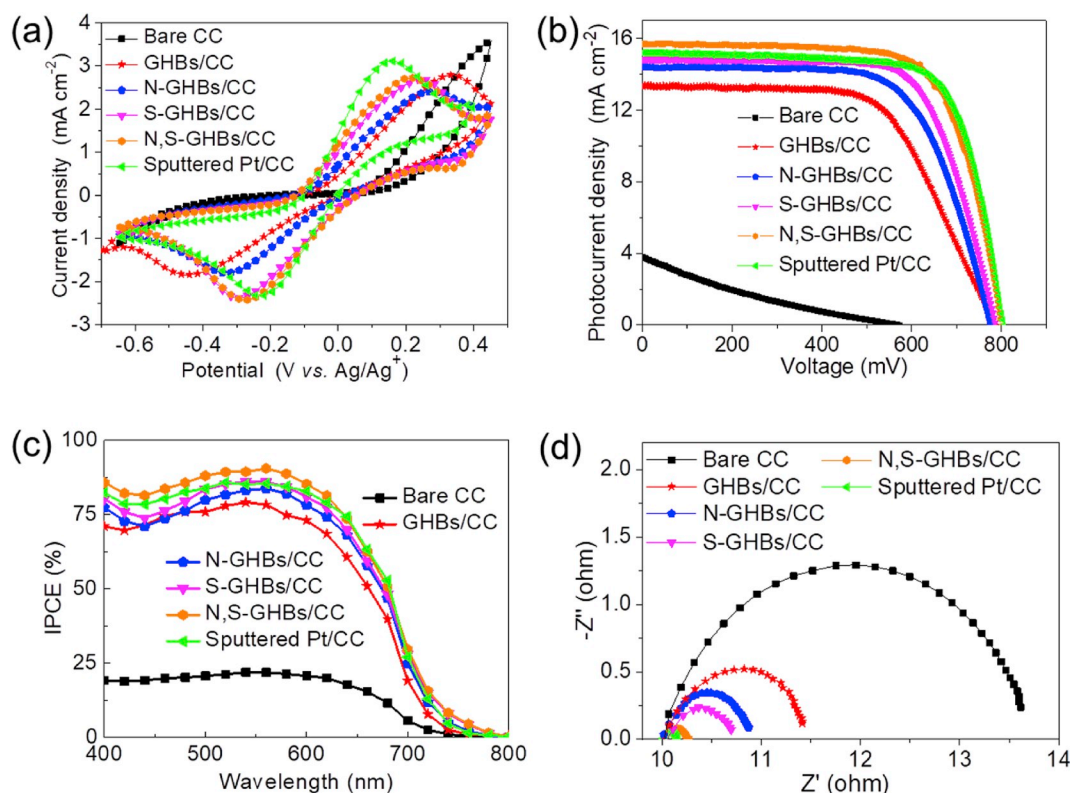 (a)
Bare CC
GHBs/CC
N-GHBs/CC
S-GHBs/CC
N,S-GHBs/CC
Sputtered Pt/CC
Current density (mA cm⁻²)
4
3
2
1
0
-1
-2
-3
-0.6 -0.4 -0.2 0.0 0.2 0.4
Potential (V vs. Ag/Ag⁺)
(b)
Bare CC
GHBs/CC
N-GHBs/CC
S-GHBs/CC
N,S-GHBs/CC
Sputtered Pt/CC
Photocurrent density (mA cm⁻²)
16
12
8
4
0
0 200 400 600 800
Voltage (mV)
(c)
Bare CC
GHBs/CC
N-GHBs/CC
S-GHBs/CC
N,S-GHBs/CC
Sputtered Pt/CC
IPCE (%)
100
75
50
25
0
400 500 600 700 800
Wavelength (nm)
(d)
Bare CC
GHBs/CC
N-GHBs/CC
S-GHBs/CC
N,S-GHBs/CC
Sputtered Pt/CC
-Z" (ohm)
2.0
1.5
1.0
0.5
0.0
10 11 12 13 14
Z' (ohm)